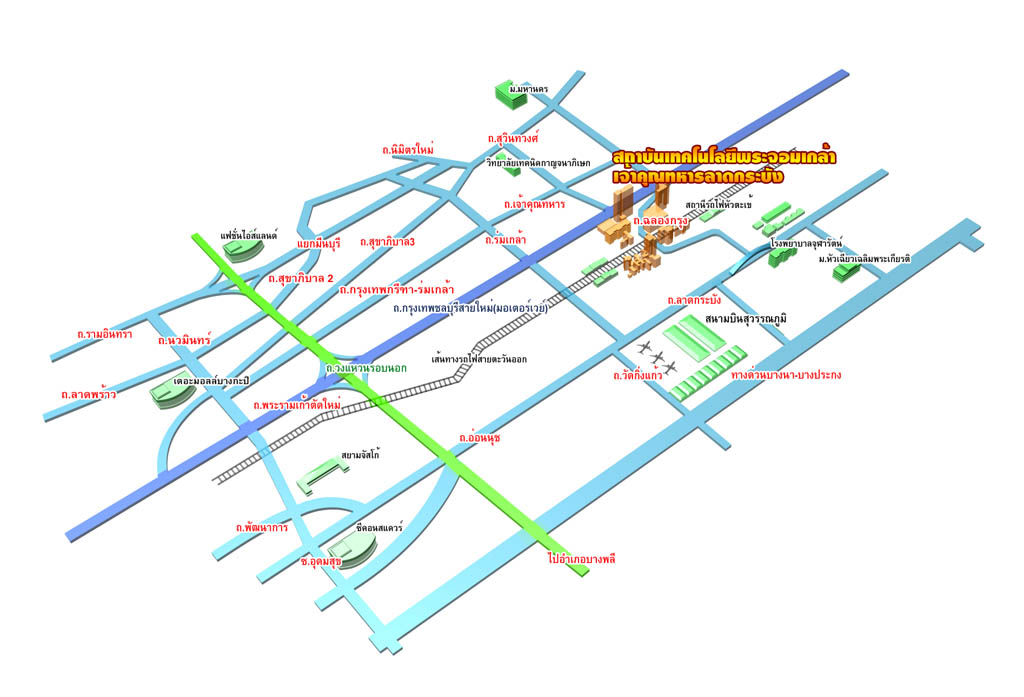 ม.มหานคร
ถ.สุวินทวงศ์
ถ.นิมิตรใหม่
วิทยาลัยเทคนิคกาญจนาภิเษก
สถาบันเทคโนโลยีพระจอมเกล้า
เจ้าคุณทหารลาดกระบัง
ถ.เจ้าคุณทหาร
สถานีรถไฟหัวตะเข้
ถ.ฉลองกรุง
แฟชั่นไอส์แลนด์
แยกมีนบุรี
ถ.สุขาภิบาล3
ถ.ร่มเกล้า
โรงพยาบาลจุฬารัตน์
ม.หัวเฉียวเฉลิมพระเกียรติ
ถ.สุขาภิบาล 2
ถ.กรุงเทพกรีฑา-ร่มเกล้า
ถ.กรุงเทพชลบุรีสายใหม่(มอเตอร์เวย์)
ถ.ลาดกระบัง
สนามบินสุวรรณภูมิ
ถ.รามอินทรา
ถ.นวมินทร์
เส้นทางรถไฟสายตะวันออก
ถ.วงแหวนรอบนอก
ถ.วัดกิ่งแก้ว
ทางด่วนบางนา-บางประกง
เดอะมอลล์บางกะปิ
ถ.ลาดพร้าว
ถ.พระรามเก้าตัดใหม่
ถ.อ่อนนุช
สยามจัสโก้
ถ.พัฒนาการ
ซีคอนสแควร์
ซ.อุดมสุข
ไปอำเภอบางพลี